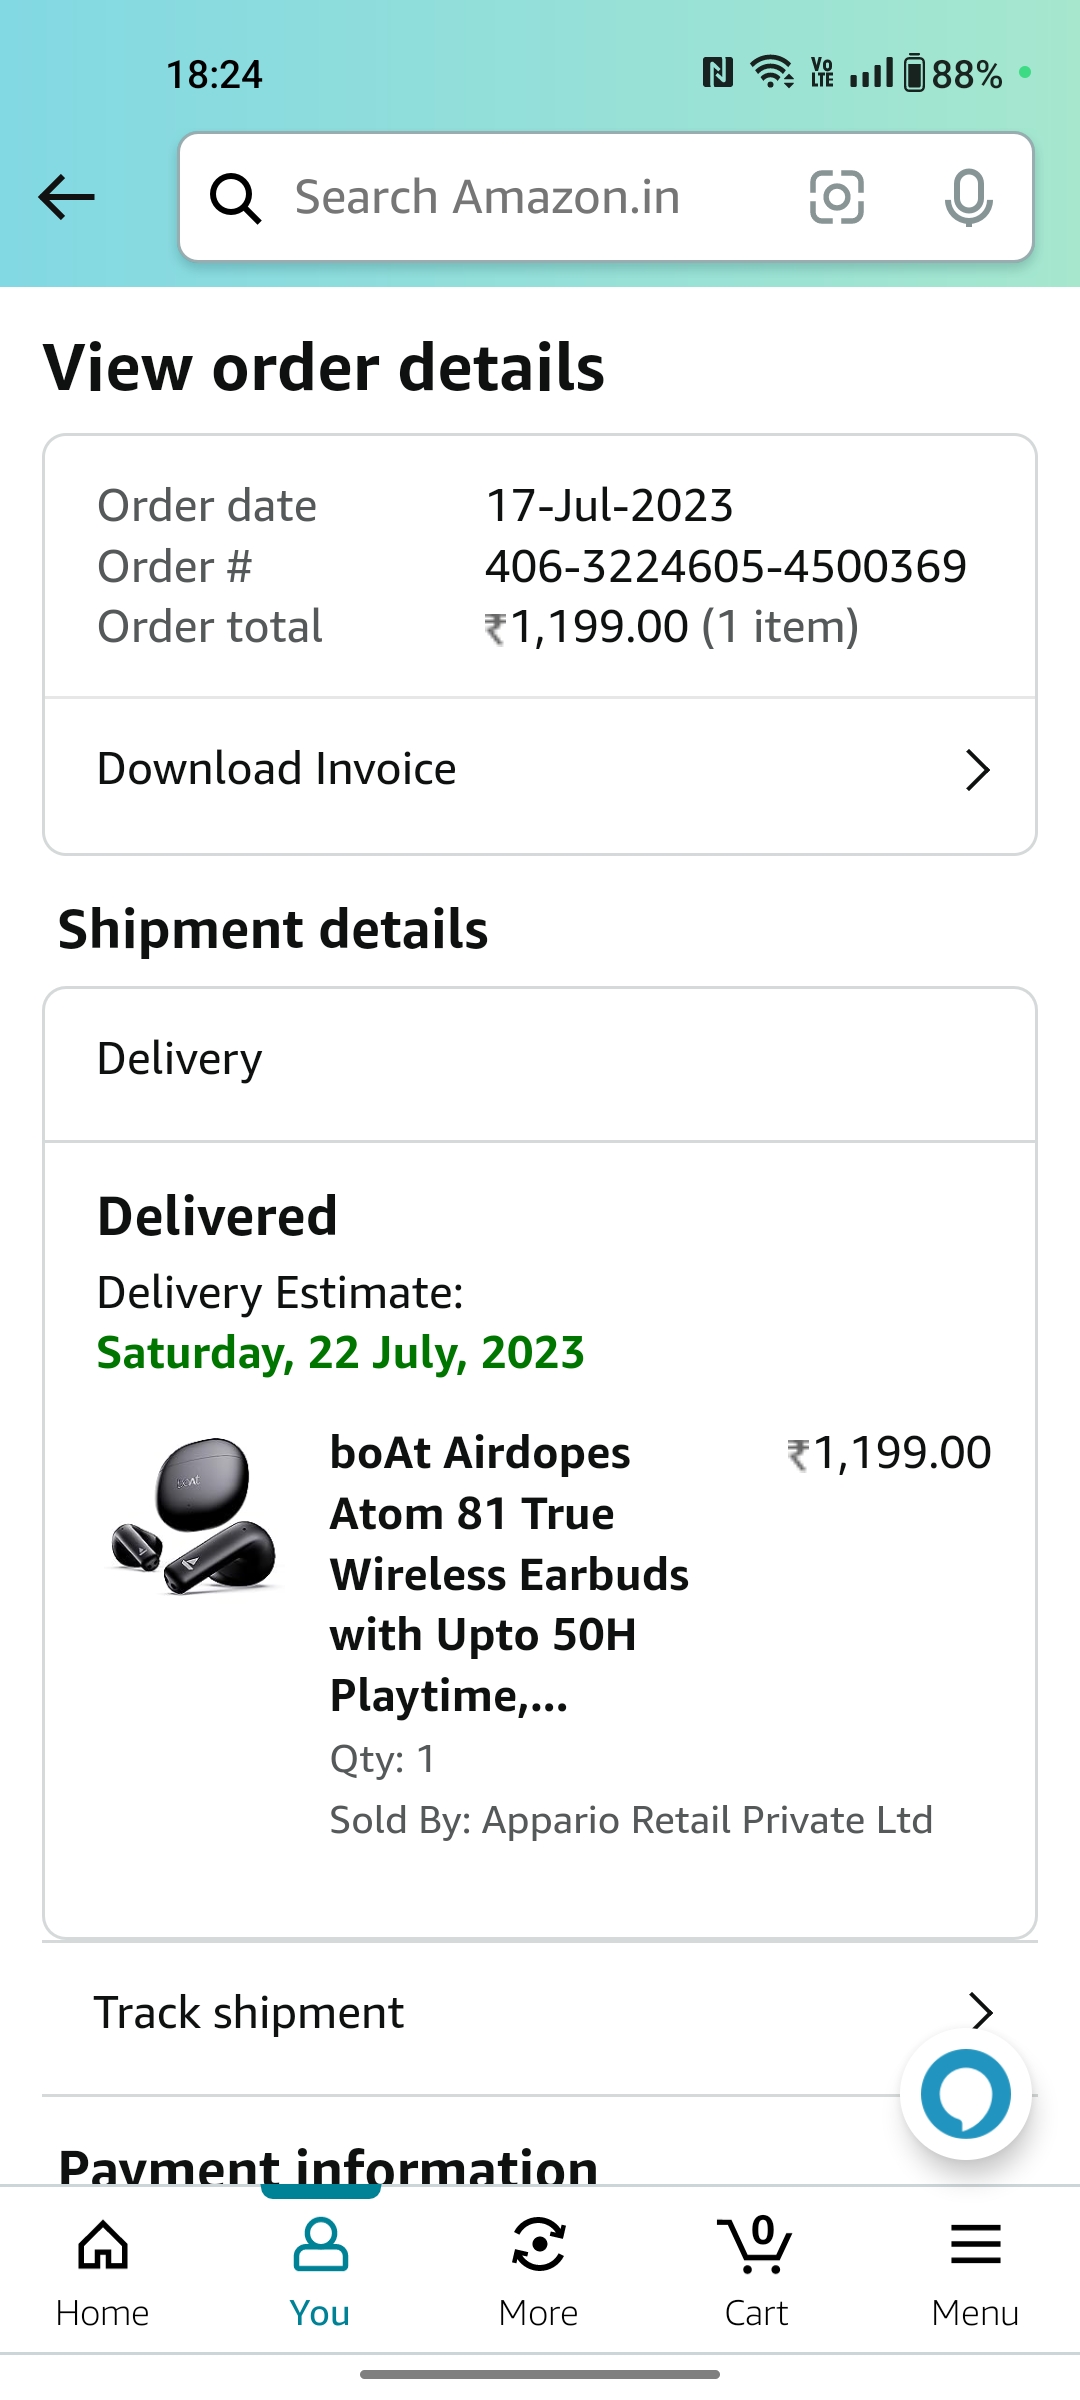 18:24
Vo LTE 88%
Search Amazon.in
View order details
Order date 17-Jul-2023
Order # 406-3224605-4500369
Order total ₹1,199.00 (1 item)
Download Invoice
Shipment details
Delivery
Delivered
Delivery Estimate:
Saturday, 22 July, 2023
boAt Airdopes ₹1,199.00
Atom 81 True
Wireless Earbuds
with Upto 50H
Playtime,...
Qty: 1
Sold By: Appario Retail Private Ltd
boAt
Track shipment
Payment information
0
Home You More Cart Menu